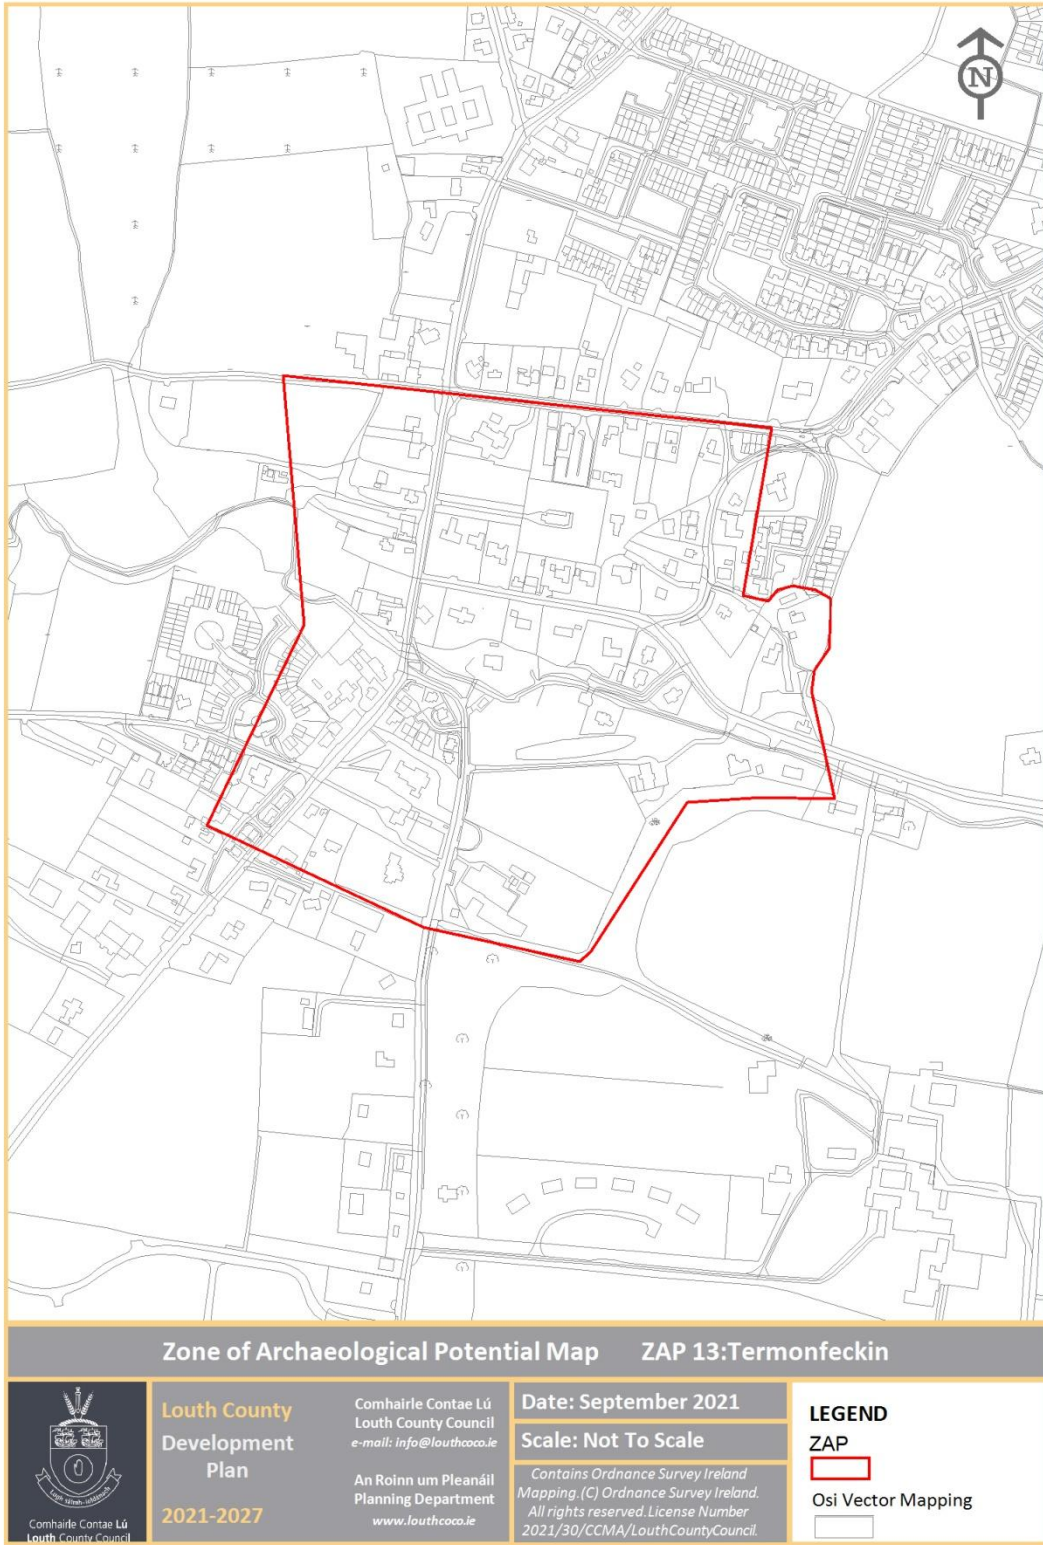 N
Zone of Archaeological Potential Map ZAP 13:Termonfeckin
Comhairle Contae Lú
Louth County Council
Louth County
Development
Plan
2021-2027
Comhairle Contae Lú
Louth County Council
e-mail: info@louthcoco.ie
An Roinn um Pleanáil
Planning Department
www.louthcoco.ie
Date: September 2021
Scale: Not To Scale
Contains Ordnance Survey Ireland
Mapping.(C) Ordnance Survey Ireland.
All rights reserved.License Number
2021/30/CCMA/LouthCountyCouncil.
LEGEND
ZAP
Osi Vector Mapping